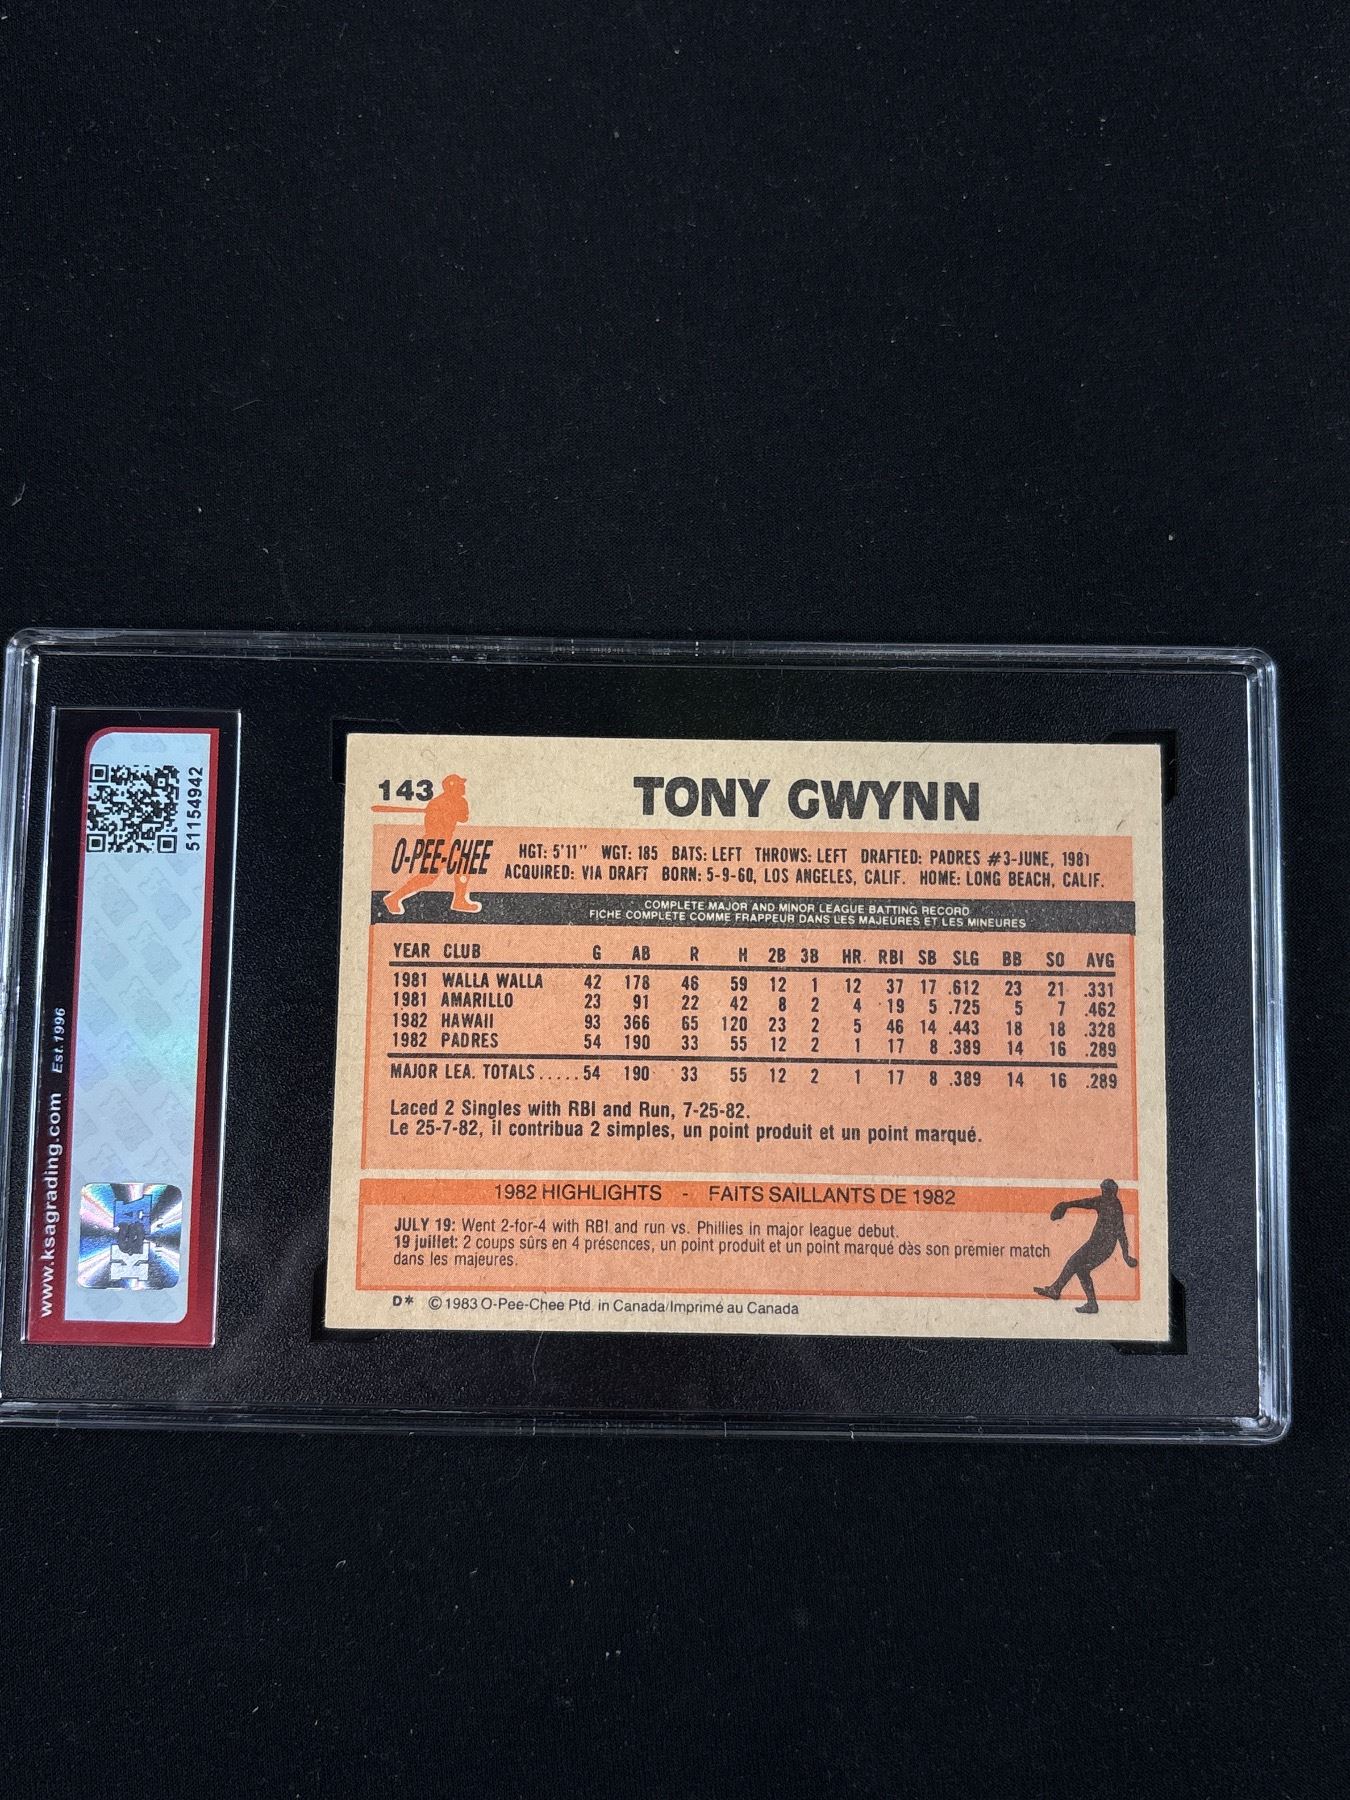 51154942
www.ksagrading.com Est. 1996
KSA
143
TONY GWYNN
O-PEE-CHEE
HGT: 5'11" WGT: 185 BATS: LEFT THROWS: LEFT DRAFTED: PADRES #3-JUNE, 1981
ACQUIRED: VIA DRAFT BORN: 5-9-60, LOS ANGELES, CALIF. HOME: LONG BEACH, CALIF.
COMPLETE MAJOR AND MINOR LEAGUE BATTING RECORD
FICHE COMPLETE COMME FRAPPEUR DANS LES MAJEURES ET LES MINEURES
YEAR CLUB G AB R H 2B 3B HR RBI SB SLG BB SO AVG
1981 WALLA WALLA 42 178 46 59 12 1 12 37 17 .612 23 21 .331
1981 AMARILLO 23 91 22 42 8 2 4 19 5 .725 5 7 .462
1982 HAWAII 93 366 65 120 23 2 5 46 14 .443 18 18 .328
1982 PADRES 54 190 33 55 12 2 1 17 8 .389 14 16 .289
MAJOR LEA. TOTALS.....54 190 33 55 12 2 1 17 8 .389 14 16 .289
Laced 2 Singles with RBI and Run, 7-25-82.
Le 25-7-82, il contribua 2 simples, un point produit et un point marqué.
1982 HIGHLIGHTS - FAITS SAILLANTS DE 1982
JULY 19: Went 2-for-4 with RBI and run vs. Phillies in major league debut.
19 juillet: 2 coups sûrs en 4 présences, un point produit et un point marqué dès son premier match
dans les majeures.
D* © 1983 O-Pee-Chee Ptd. in Canada/Imprimé au Canada